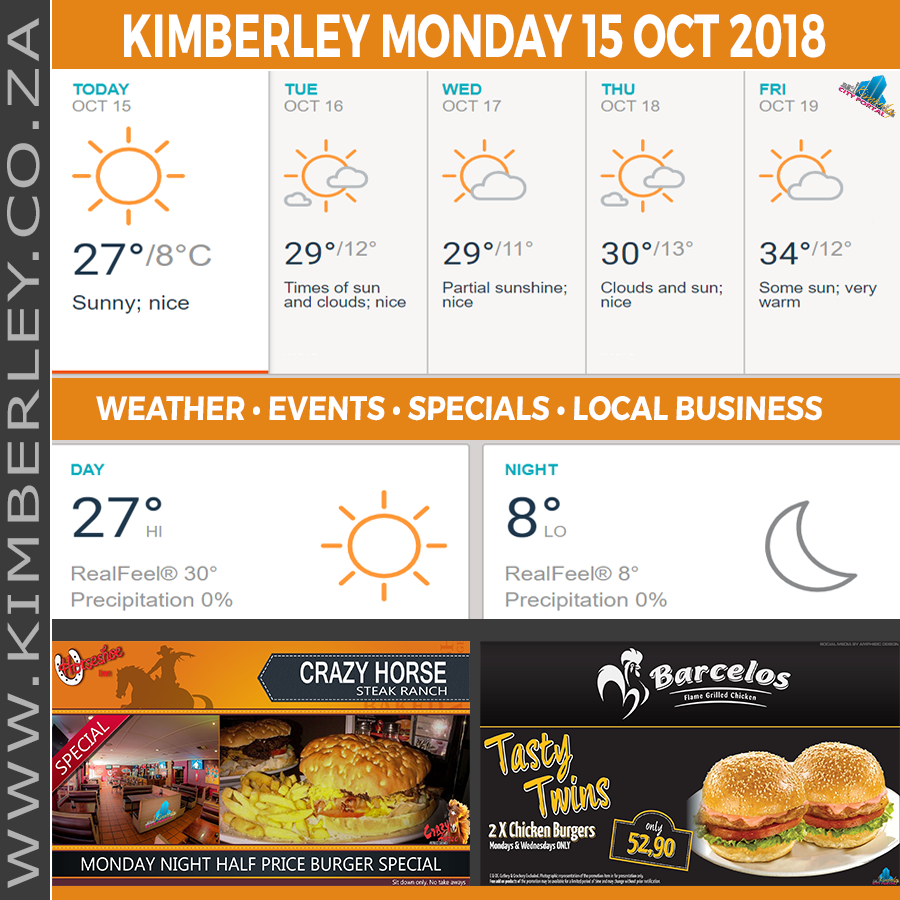 WWW.KIMBERLEY.CO.ZA
KIMBERLEY MONDAY 15 OCT 2018
TODAY
OCT 15
27°/8°C
Sunny; nice
TUE
OCT 16
29°/12°
Times of sun
and clouds; nice
WED
OCT 17
29°/11°
Partial sunshine;
nice
THU
OCT 18
30°/13°
Clouds and sun;
nice
FRI
OCT 19
34°/12°
Some sun; very
warm
CITY PORTAL
WEATHER • EVENTS • SPECIALS • LOCAL BUSINESS
DAY
27°
HI
RealFeel® 30°
Precipitation 0%
NIGHT
8°
LO
RealFeel® 8°
Precipitation 0%
Horseshoe
CRAZY HORSE
STEAK RANCH
SPECIAL
Crazy
MONDAY NIGHT HALF PRICE BURGER SPECIAL
Sit down only. No take aways
Barcelos
Flame Grilled Chicken
Tasty
Twins
2 X Chicken Burgers
Mondays & Wednesdays ONLY
only
52,90